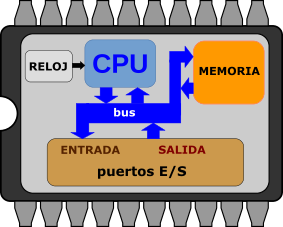 RELOJ
CPU
MEMORIA
bus
ENTRADA SALIDA
puertos E/S